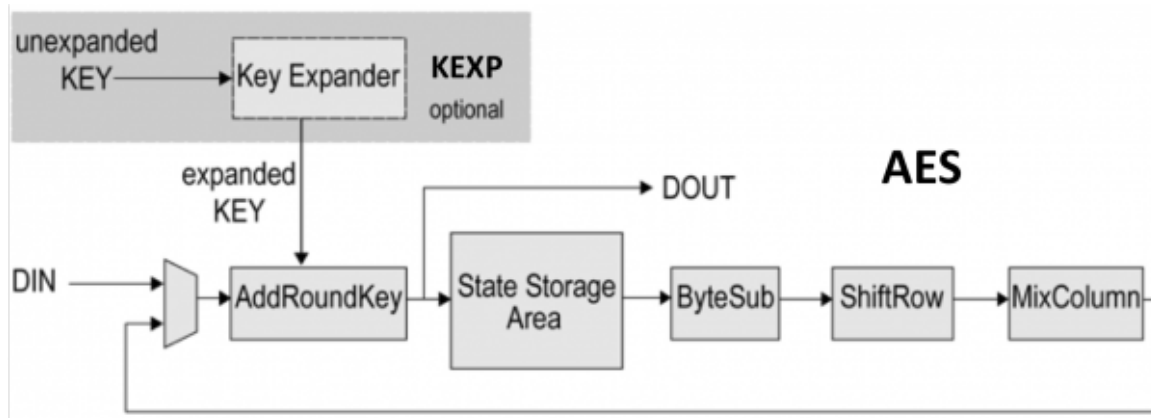 unexpanded
KEY
Key Expander
KEXP
optional
expanded
KEY
AES
DOUT
DIN
AddRoundKey
State Storage
Area
ByteSub
ShiftRow
MixColumn